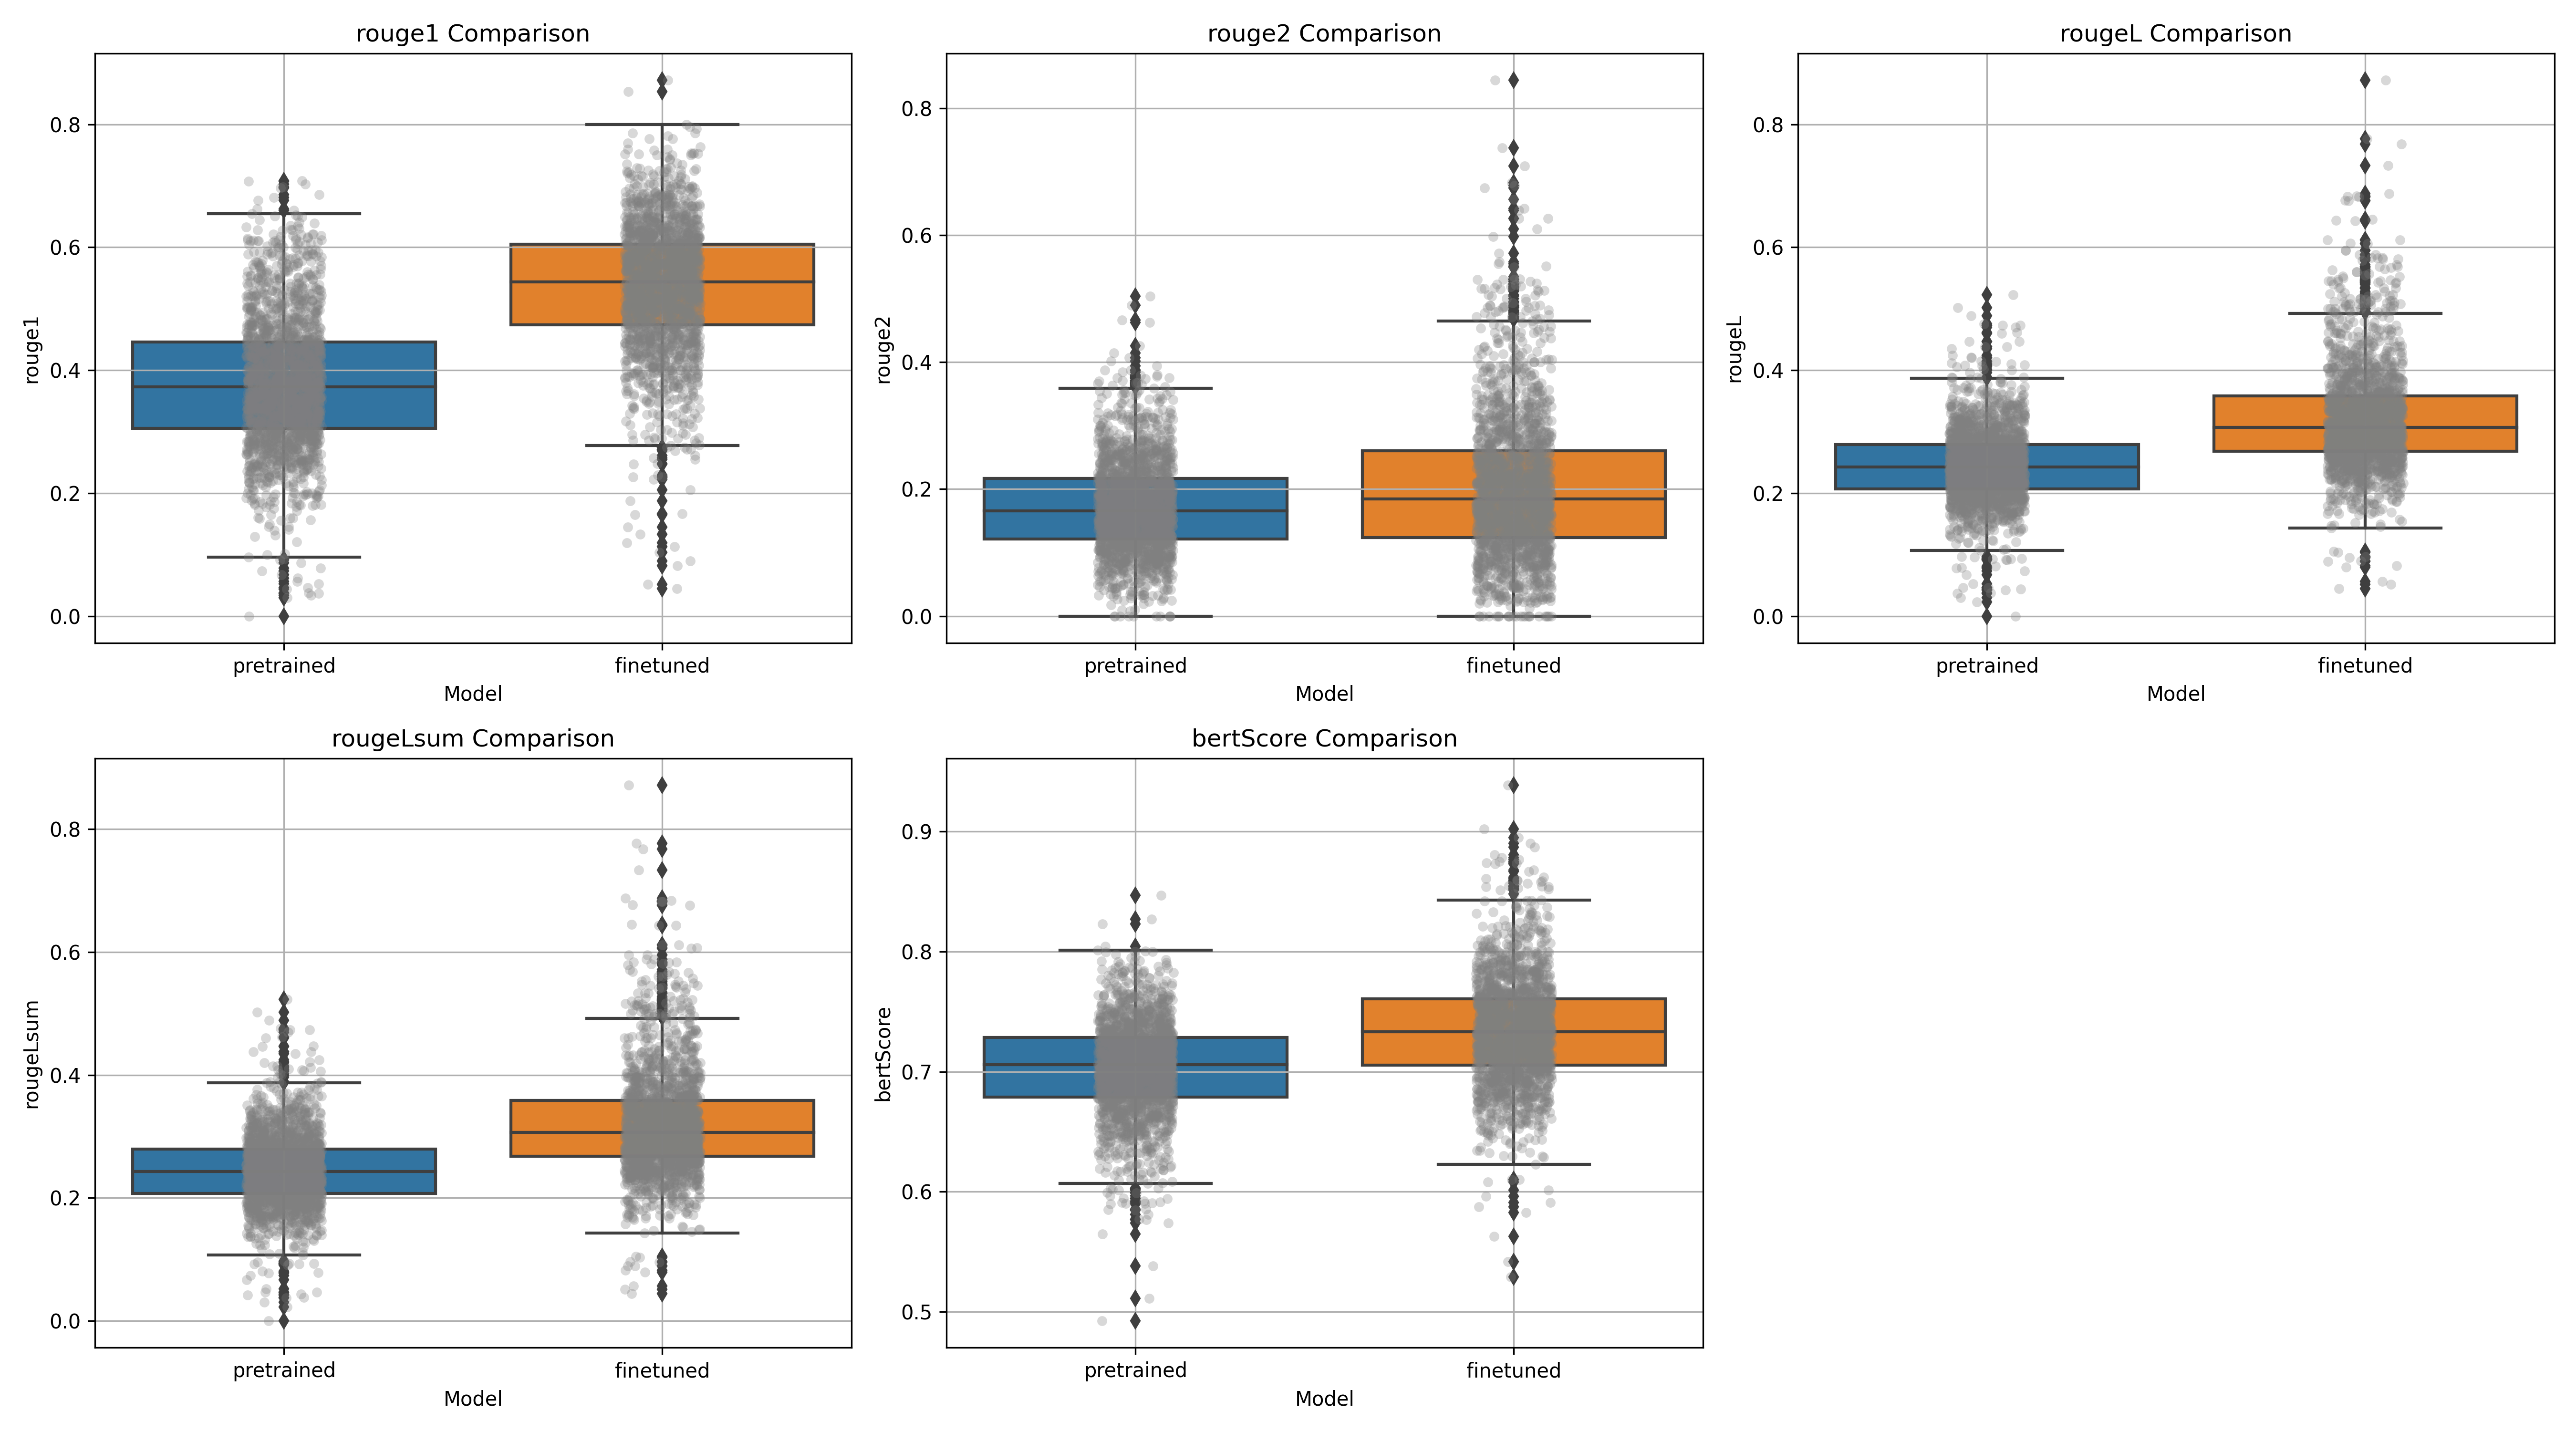 rouge1 Comparison
rouge1
0.8
0.6
0.4
0.2
0.0
pretrained
finetuned
Model
rouge2 Comparison
rouge2
0.8
0.6
0.4
0.2
0.0
pretrained
finetuned
Model
rougeL Comparison
rougeL
0.8
0.6
0.4
0.2
0.0
pretrained
finetuned
Model
rougeLsum Comparison
rougeLsum
0.8
0.6
0.4
0.2
0.0
pretrained
finetuned
Model
bertScore Comparison
bertScore
0.9
0.8
0.7
0.6
0.5
pretrained
finetuned
Model